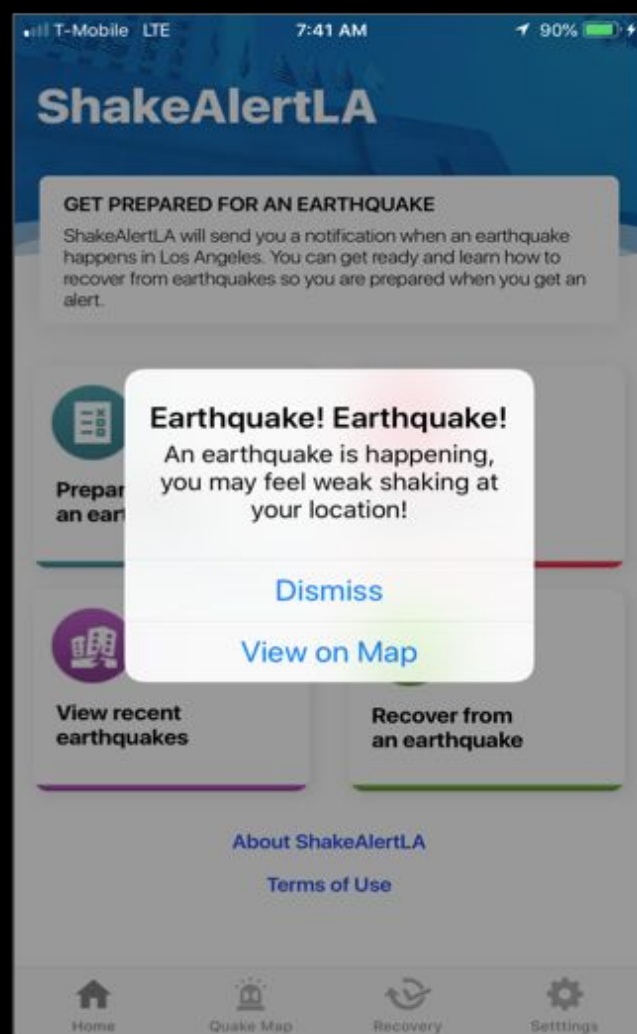 T-Mobile LTE 7:41 AM 90%
ShakeAlertLA
GET PREPARED FOR AN EARTHQUAKE
ShakeAlertLA will send you a notification when an earthquake
happens in Los Angeles. You can get ready and learn how to
recover from earthquakes so you are prepared when you get an
alert.
Earthquake! Earthquake!
An earthquake is happening,
you may feel weak shaking at
your location!
Dismiss
View on Map
Prepar
an eart
View recent
earthquakes
Recover from
an earthquake
About ShakeAlertLA
Terms of Use
Home Quake Map Recovery Setttings